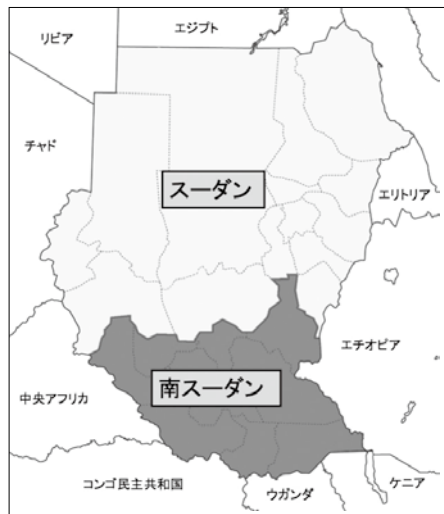 リビア
エジプト
チャド
スーダン
エリトリア
エチオピア
南スーダン
中央アフリカ
コンゴ民主共和国
ウガンダ
ケニア